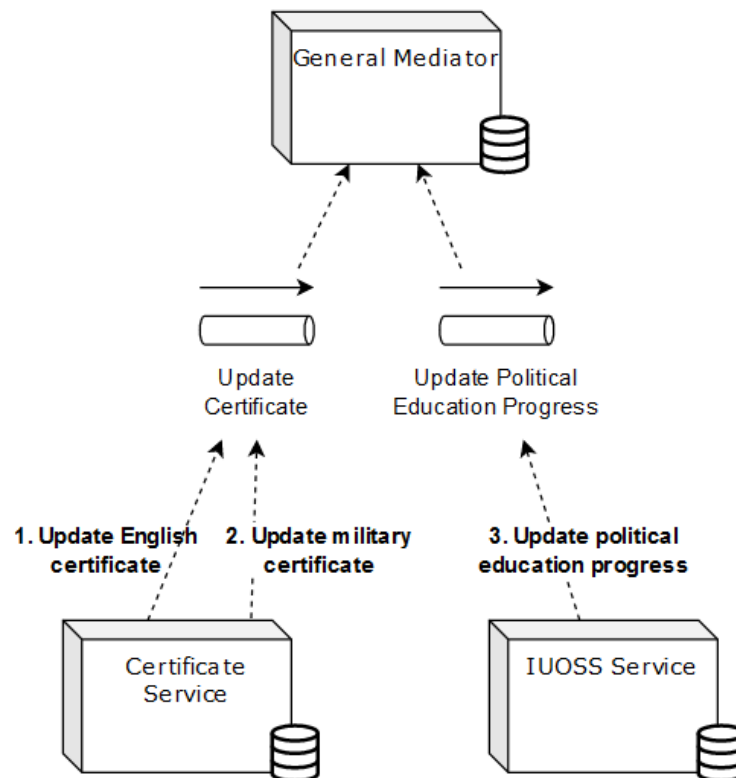 General Mediator
Update
Certificate
Update Political
Education Progress
1. Update English
certificate
2. Update military
certificate
3. Update political
education progress
Certificate
Service
IUOSS Service